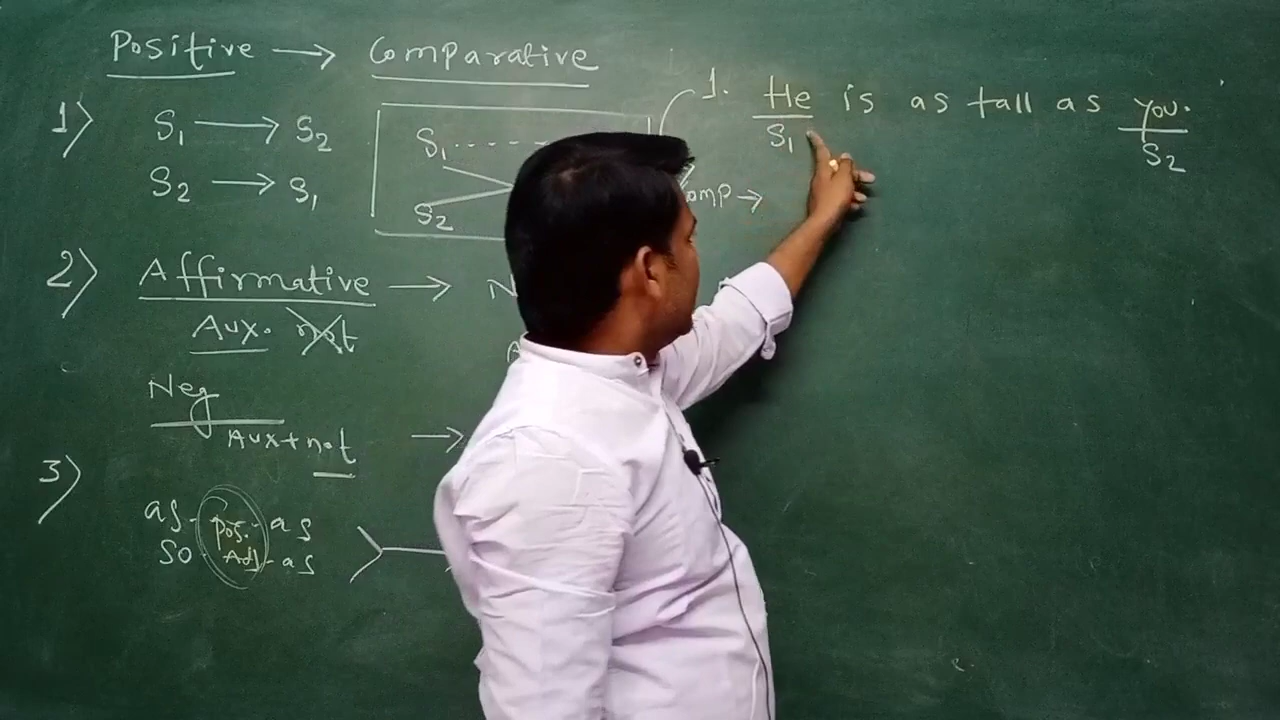 Positive → Comparative
1) S1 → S2
S2 → S1
S1
S2
1. He is as tall as you.
S1 S2
→
2) Affirmative →
Aux. not
Neg
Aux+not →
3)
as - Pos. - as
so - Adj - as